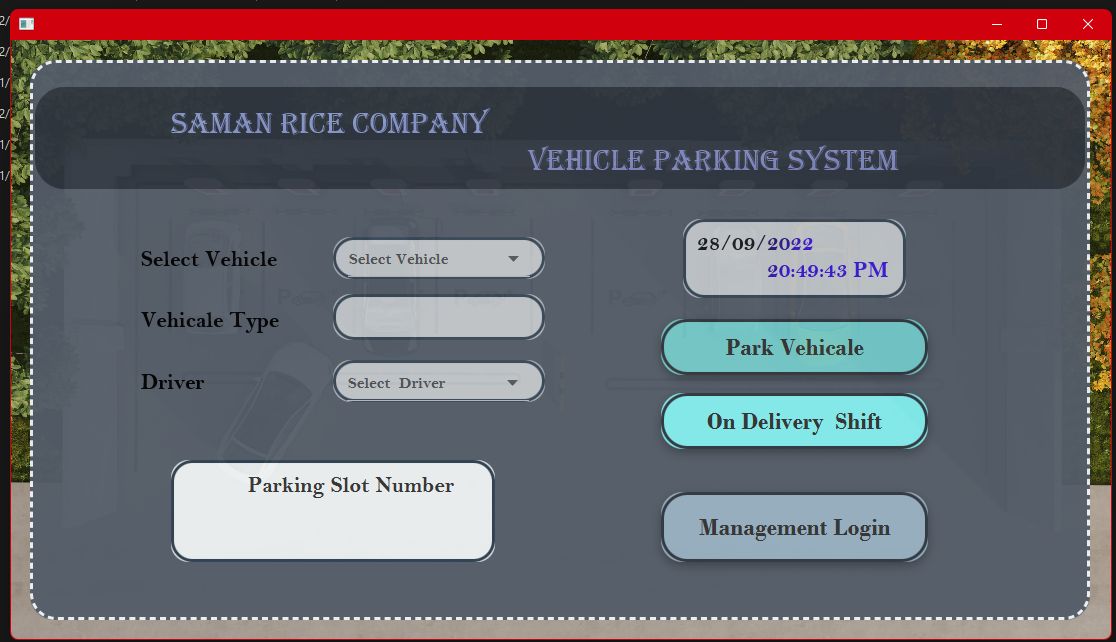 SAMAN RICE COMPANY
VEHICLE PARKING SYSTEM
Select Vehicle
Select Vehicle
Vehicale Type
Driver
Select  Driver
Parking Slot Number
28/09/2022
20:49:43 PM
Park Vehicale
On Delivery  Shift
Management Login